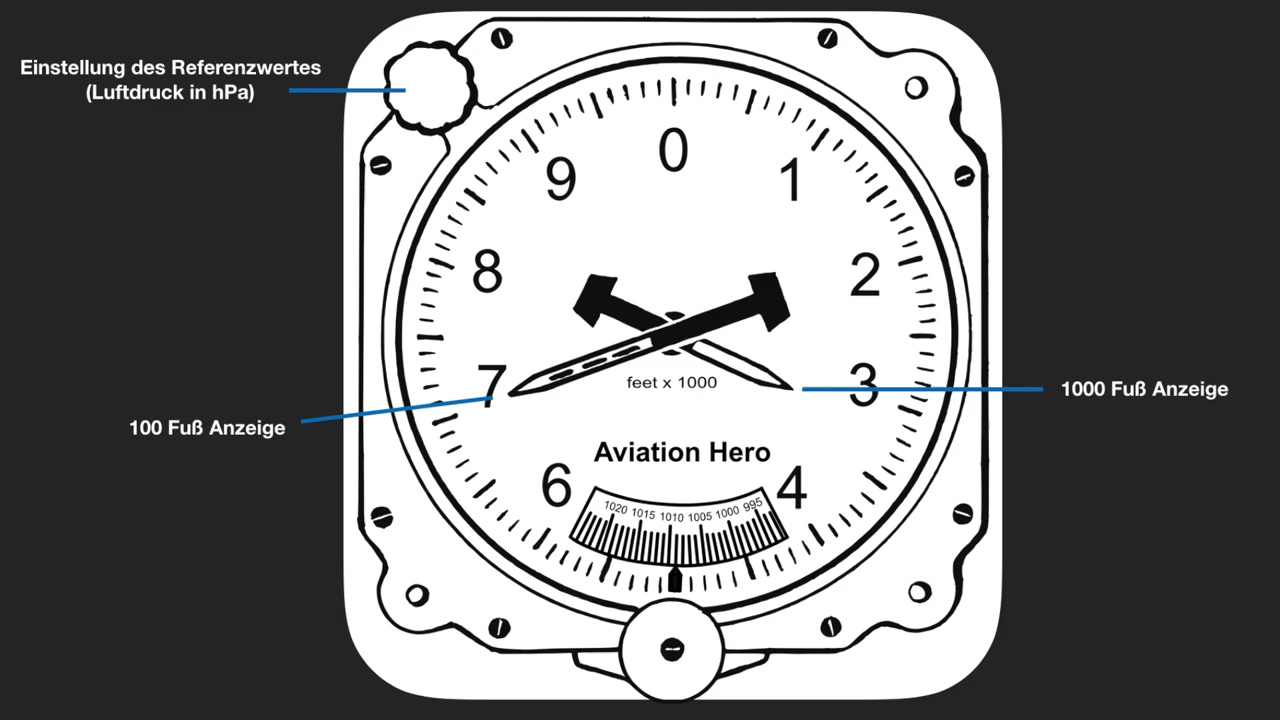 Einstellung des Referenzwertes
(Luftdruck in hPa)
0
9
1
8
2
7
3
feet x 1000
100 Fuß Anzeige
1000 Fuß Anzeige
Aviation Hero
6
4
1020 1015 1010 1005 1000 995